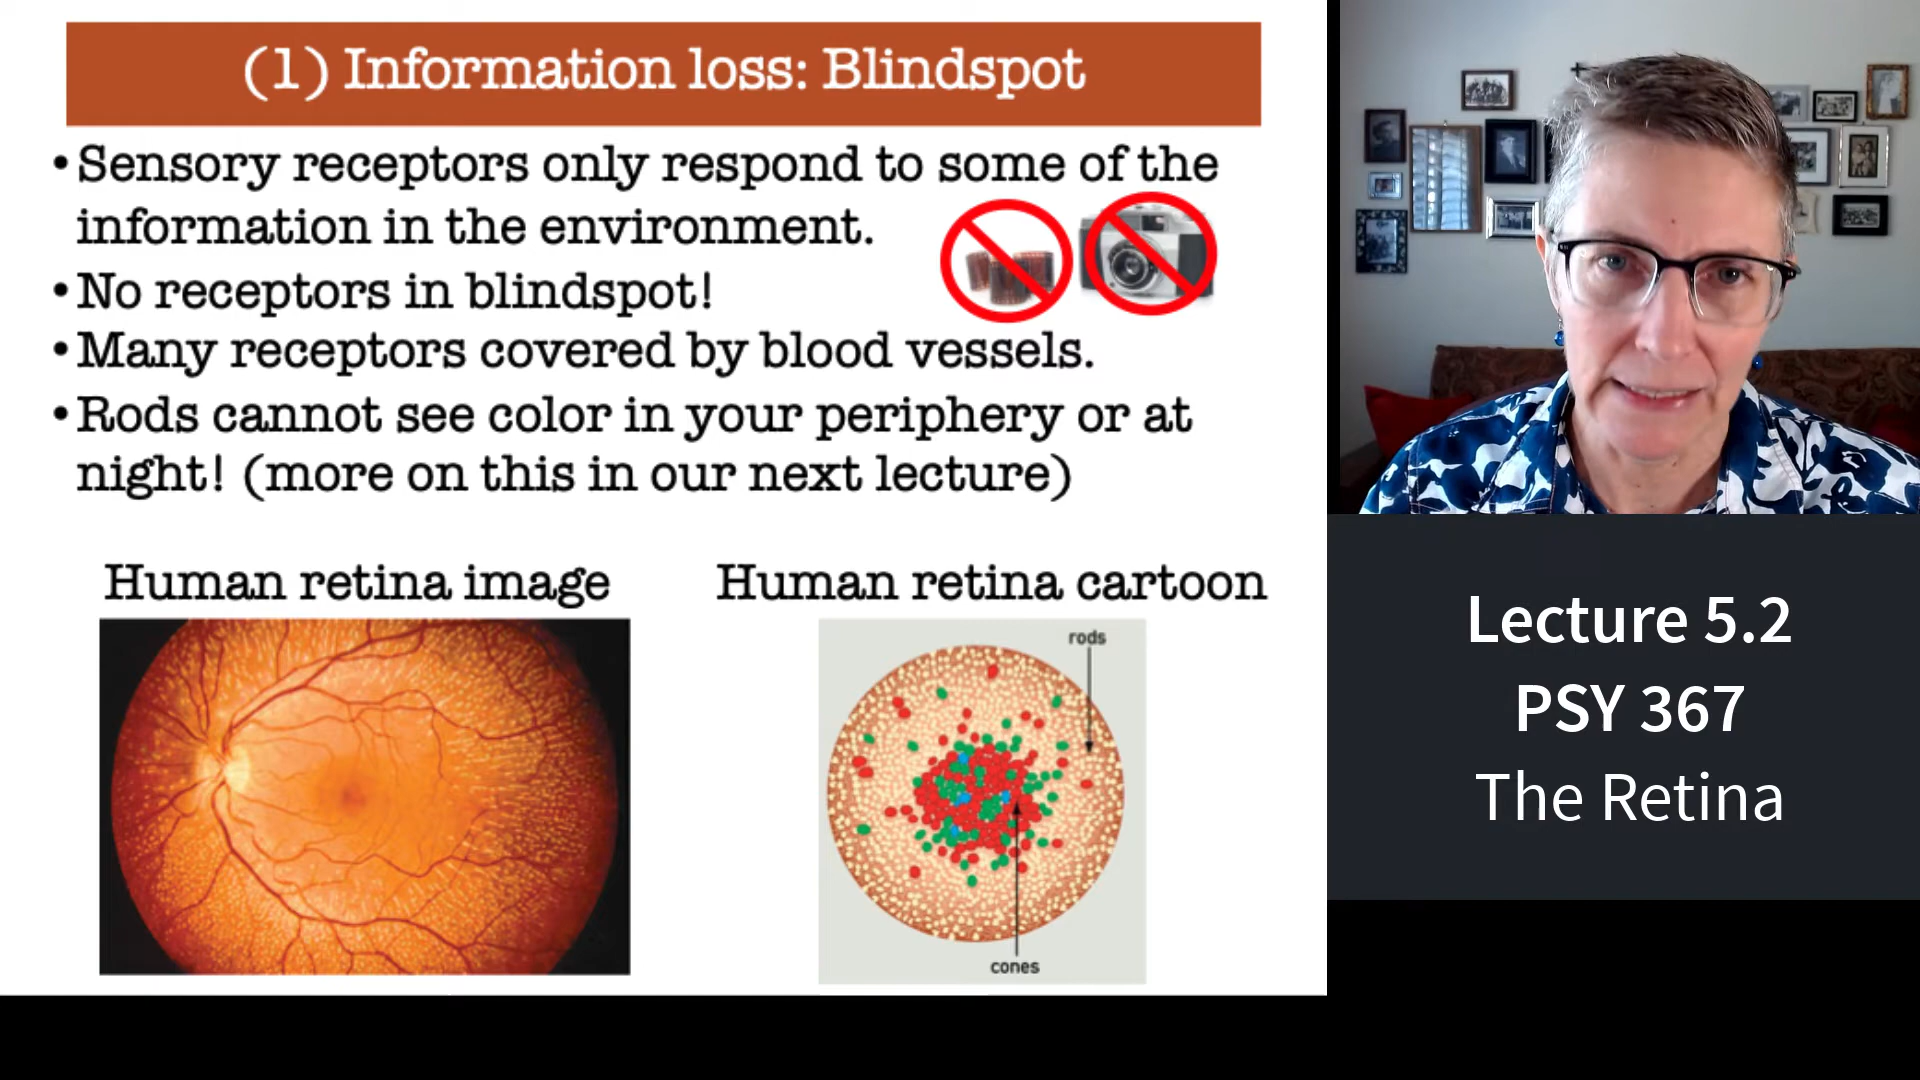 (1) Information loss: Blindspot
•Sensory receptors only respond to some of the
information in the environment.
•No receptors in blindspot!
•Many receptors covered by blood vessels.
•Rods cannot see color in your periphery or at
night! (more on this in our next lecture)
Human retina image
Human retina cartoon
rods
cones
Lecture 5.2
PSY 367
The Retina